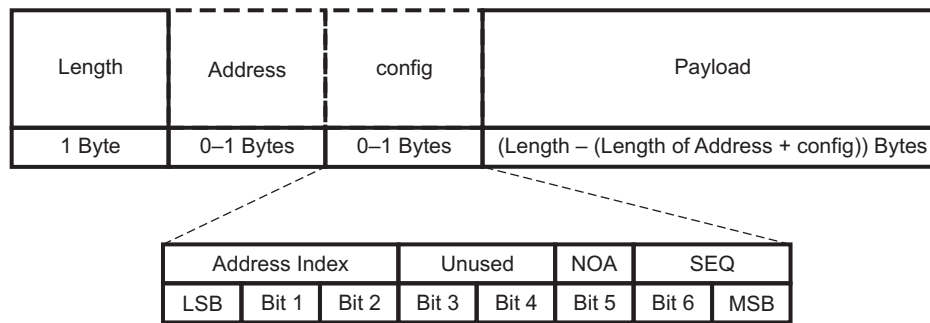 Length Address config Payload
1 Byte 0–1 Bytes 0–1 Bytes (Length – (Length of Address + config)) Bytes
Address Index Unused NOA SEQ
LSB Bit 1 Bit 2 Bit 3 Bit 4 Bit 5 Bit 6 MSB